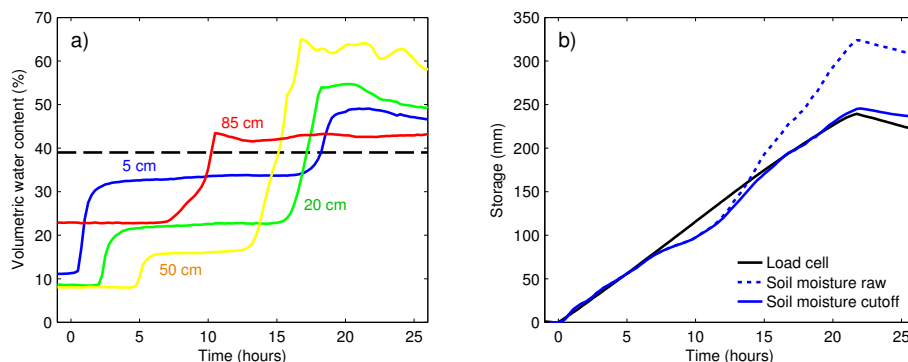 a)
Volumetric water content (%)
70
60
50
40
30
20
10
0
85 cm
5 cm
20 cm
50 cm
0
5
10
15
20
25
Time (hours)
b)
Storage (mm)
350
300
250
200
150
100
50
0
Load cell
Soil moisture raw
Soil moisture cutoff
0
5
10
15
20
25
Time (hours)